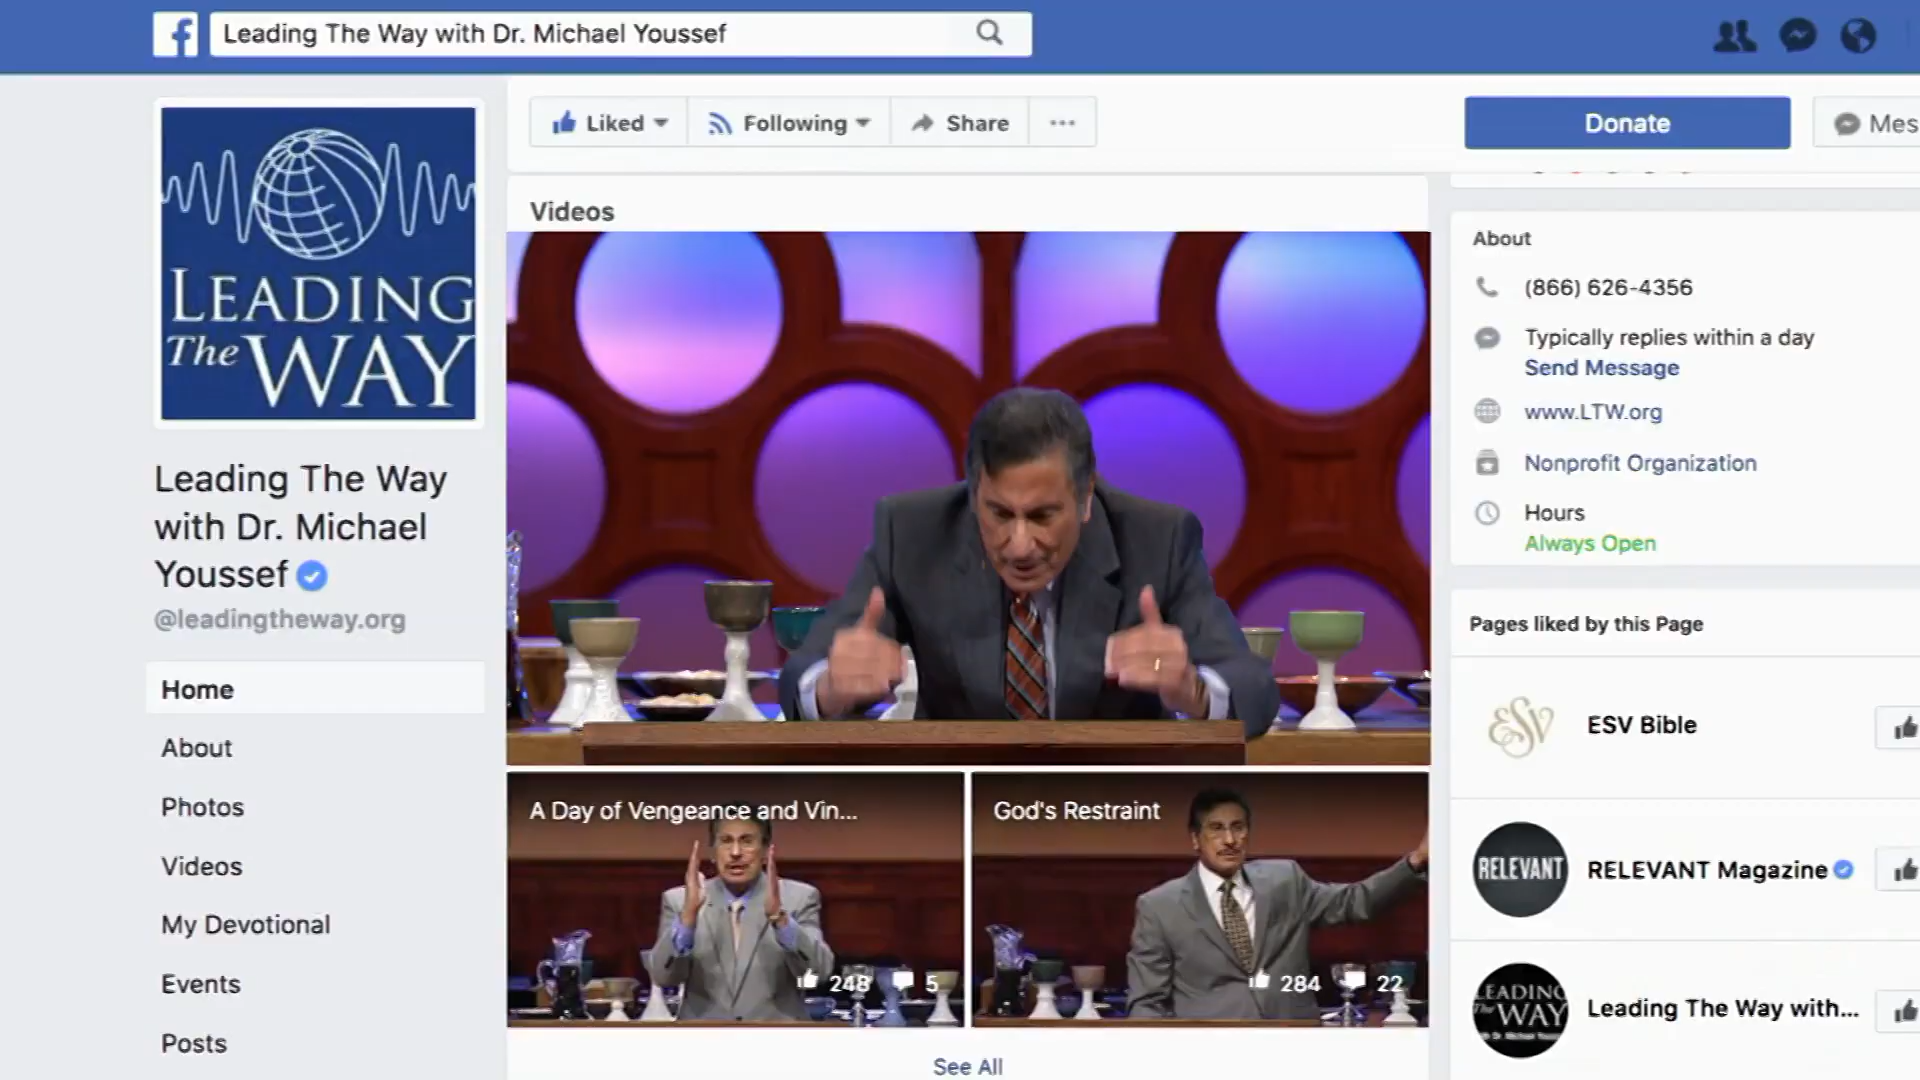 Leading The Way with Dr. Michael Youssef
Liked
Following
Share
Donate
Mes
LEADING
The WAY
Leading The Way
with Dr. Michael
Youssef
@leadingtheway.org
Home
About
Photos
Videos
My Devotional
Events
Posts
Videos
A Day of Vengeance and Vin...
248
5
God's Restraint
284
22
See All
About
(866) 626-4356
Typically replies within a day
Send Message
www.LTW.org
Nonprofit Organization
Hours
Always Open
Pages liked by this Page
ESV
ESV Bible
RELEVANT
RELEVANT Magazine
LEADING
The WAY
Leading The Way with...